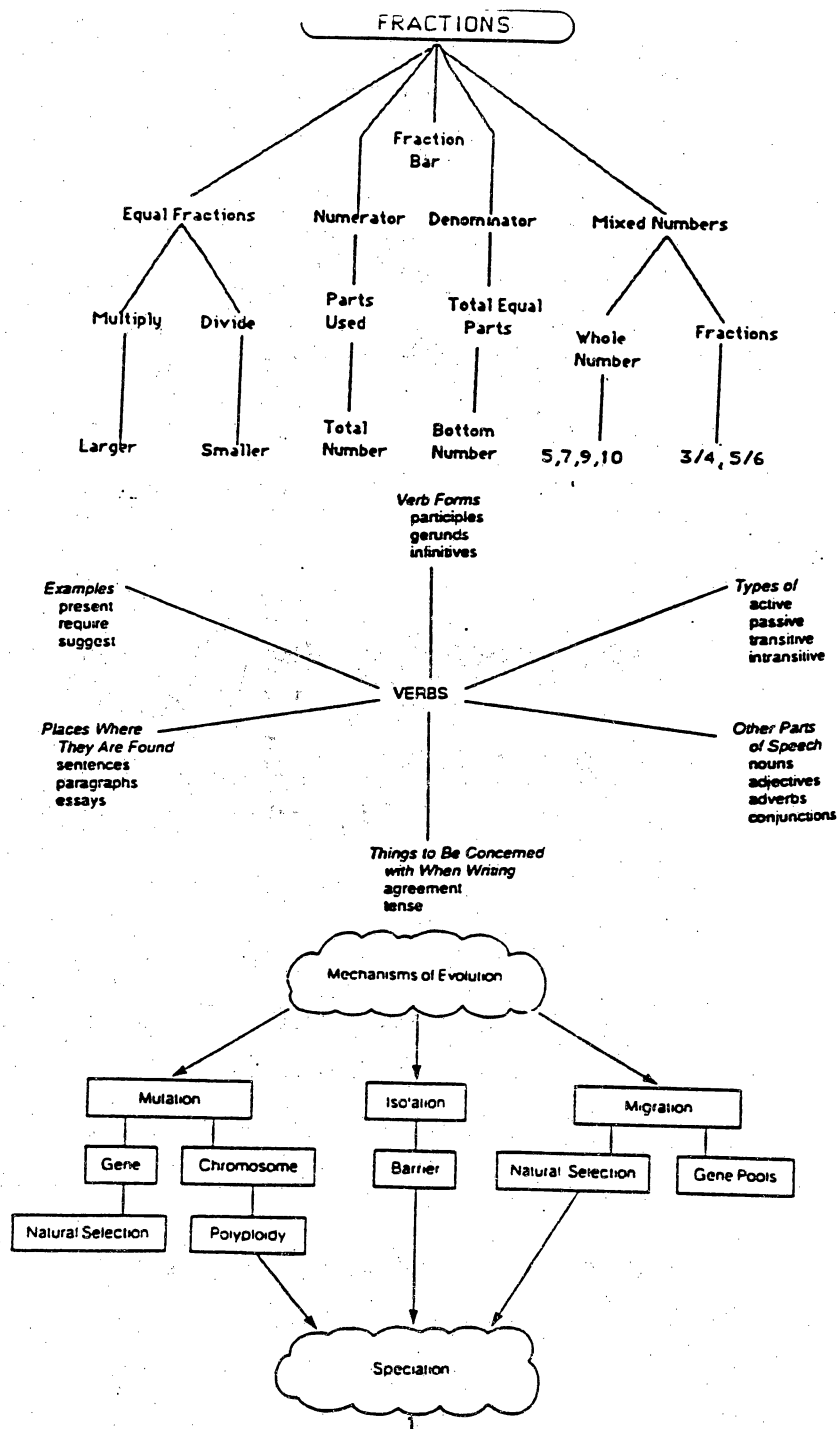 FRACTIONS
Fraction
Bar
Equal Fractions
Numerator
Denominator
Mixed Numbers
Multiply
Divide
Parts
Used
Total Equal
Parts
Whole
Number
Fractions
Larger
Smaller
Total
Number
Bottom
Number
5,7,9,10
3/4, 5/6
Verb Forms
participles
gerunds
infinitives
Examples
present
require
suggest
Types of
active
passive
transitive
intransitive
VERBS
Places Where
They Are Found
sentences
paragraphs
essays
Other Parts
of Speech
nouns
adjectives
adverbs
conjunctions
Things to Be Concerned
with When Writing
agreement
tense
Mechanisms of Evolution
Mutation
Isolation
Migration
Gene
Chromosome
Barrier
Natural Selection
Gene Pools
Natural Selection
Polyploidy
Speciation